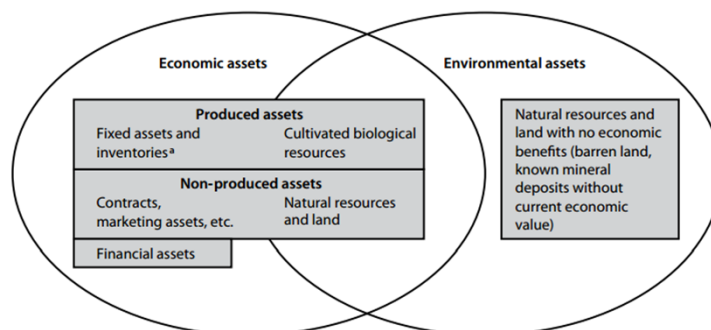 Economic assets
Environmental assets
Produced assets
Fixed assets and
inventoriesᵃ
Cultivated biological
resources
Non-produced assets
Contracts,
marketing assets, etc.
Natural resources
and land
Financial assets
Natural resources and
land with no economic
benefits (barren land,
known mineral
deposits without
current economic
value)